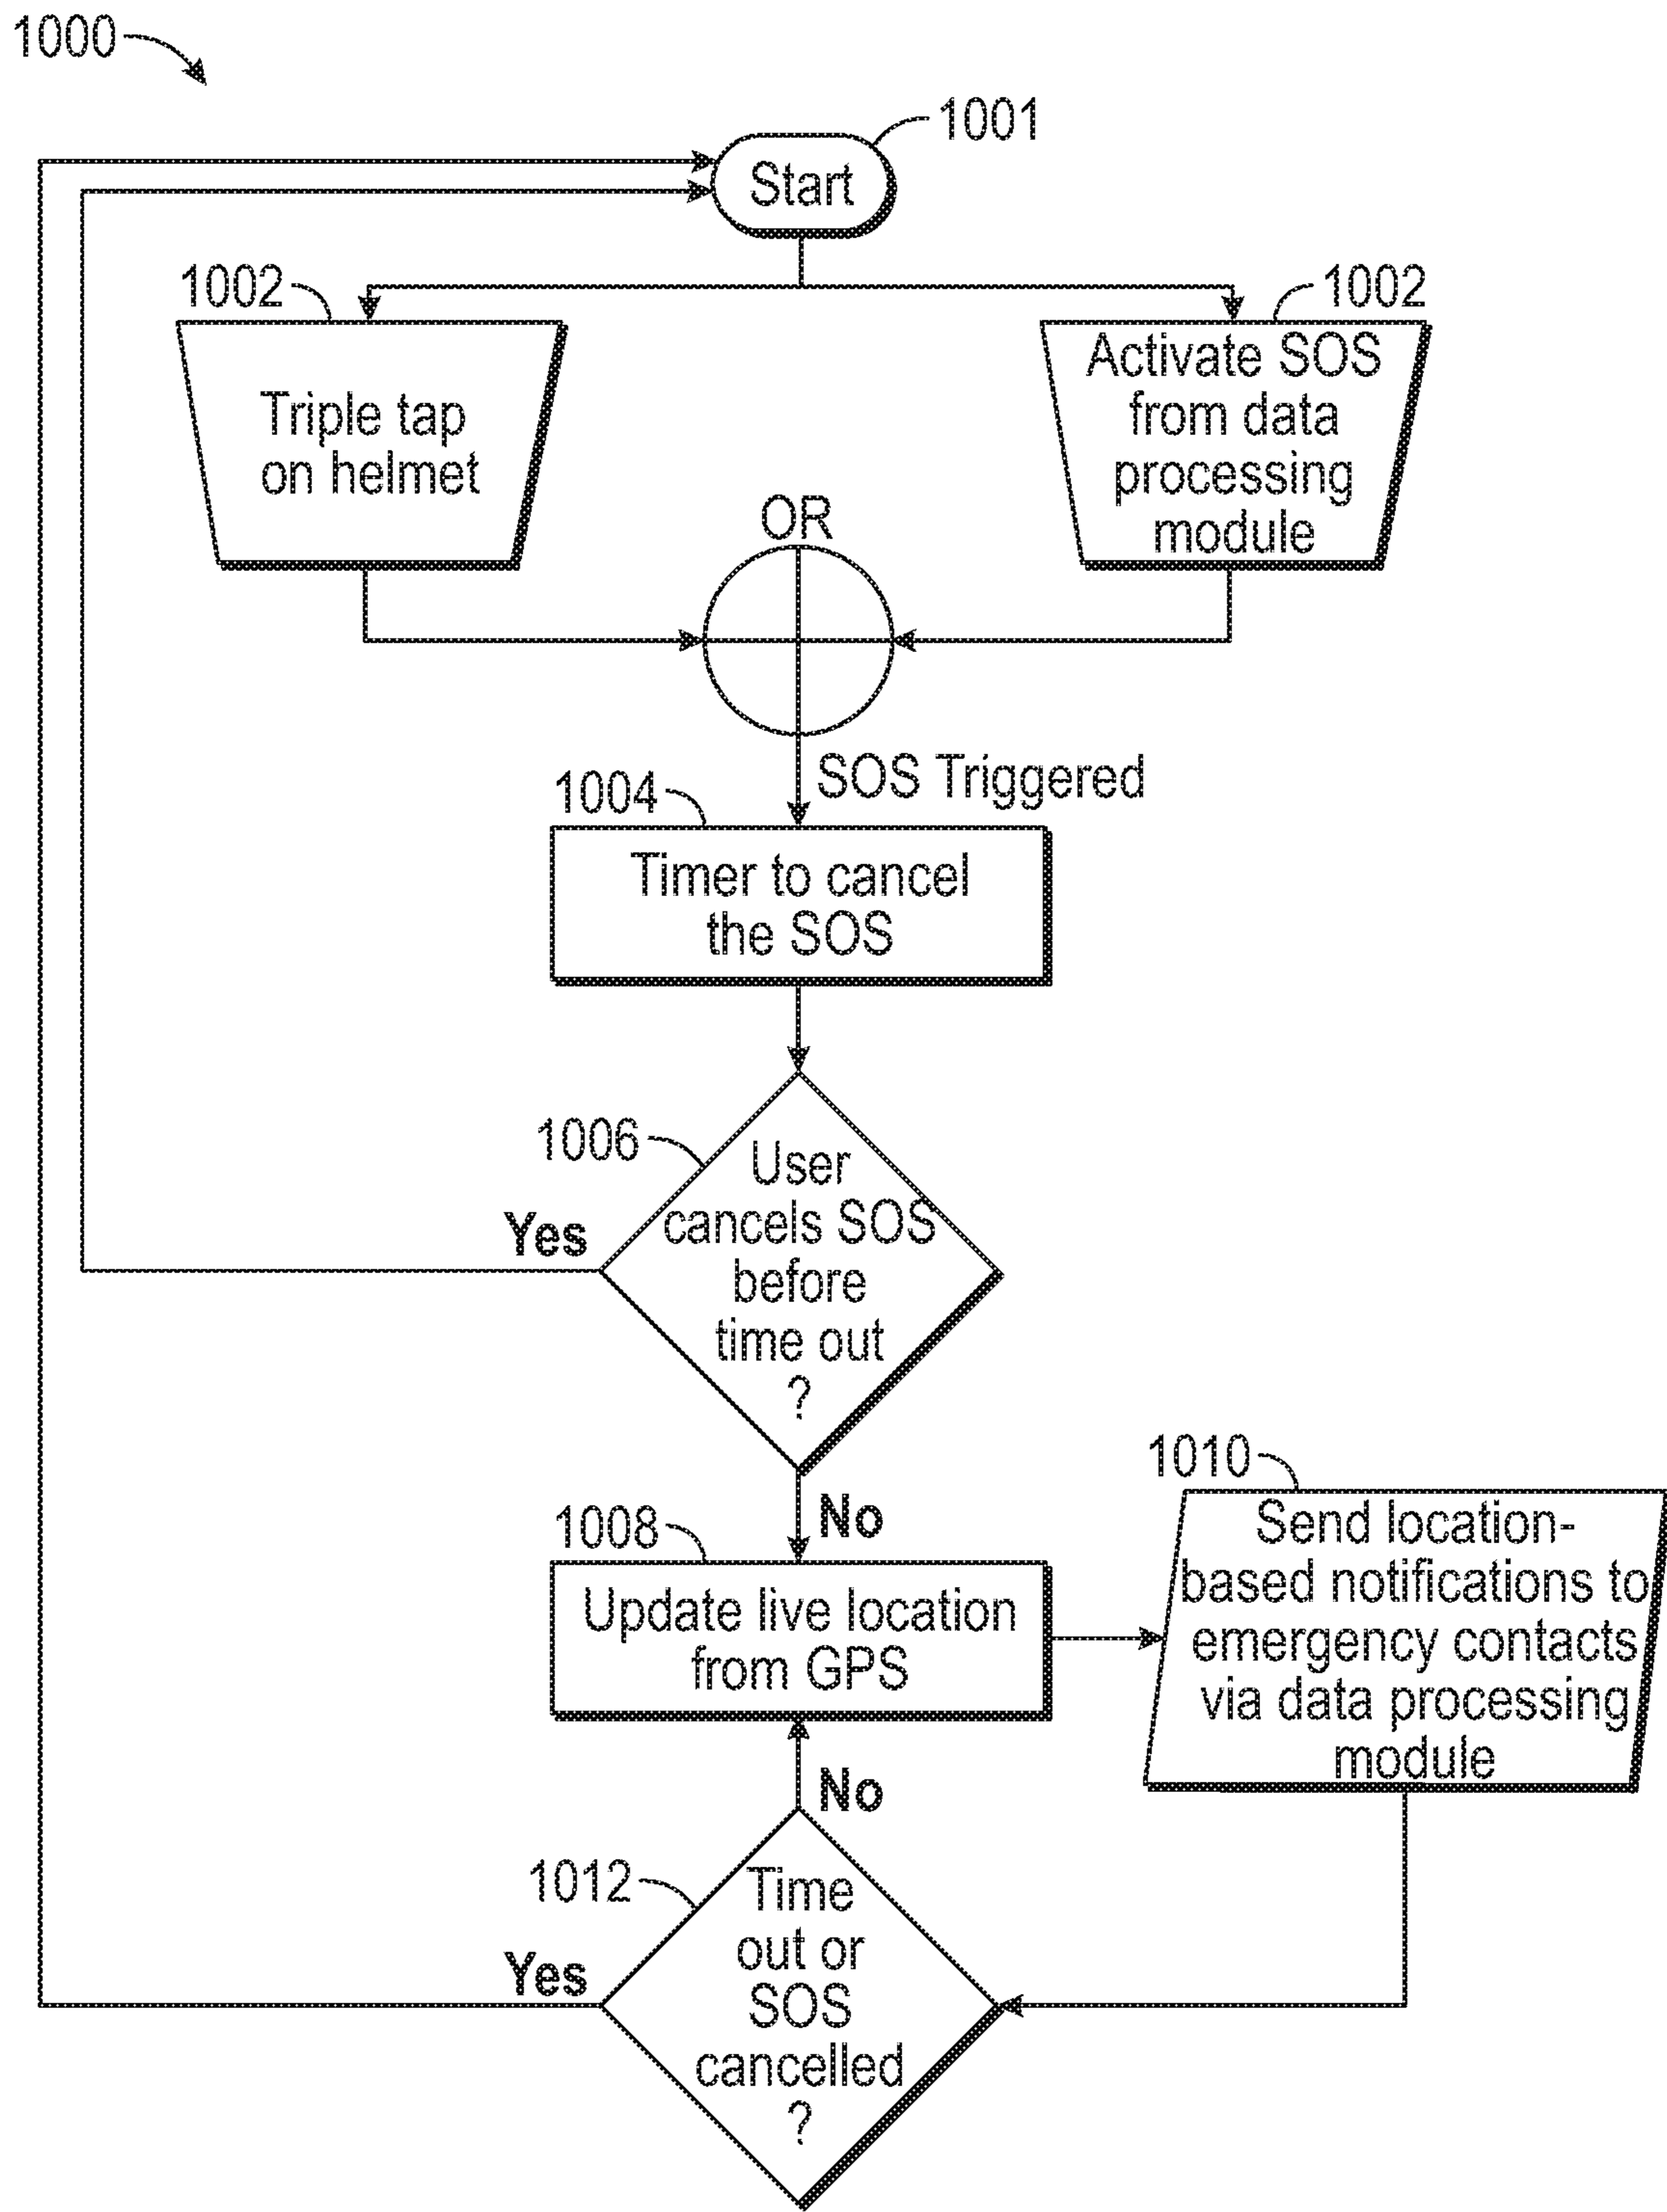 1000
1001
Start
1002
Triple tap
on helmet
1002
Activate SOS
from data
processing
module
OR
SOS Triggered
1004
Timer to cancel
the SOS
1006
User
cancels SOS
before
time out
?
Yes
No
1008
Update live location
from GPS
1010
Send location-
based notifications to
emergency contacts
via data processing
module
No
1012
Time
out or
SOS
cancelled
?
Yes